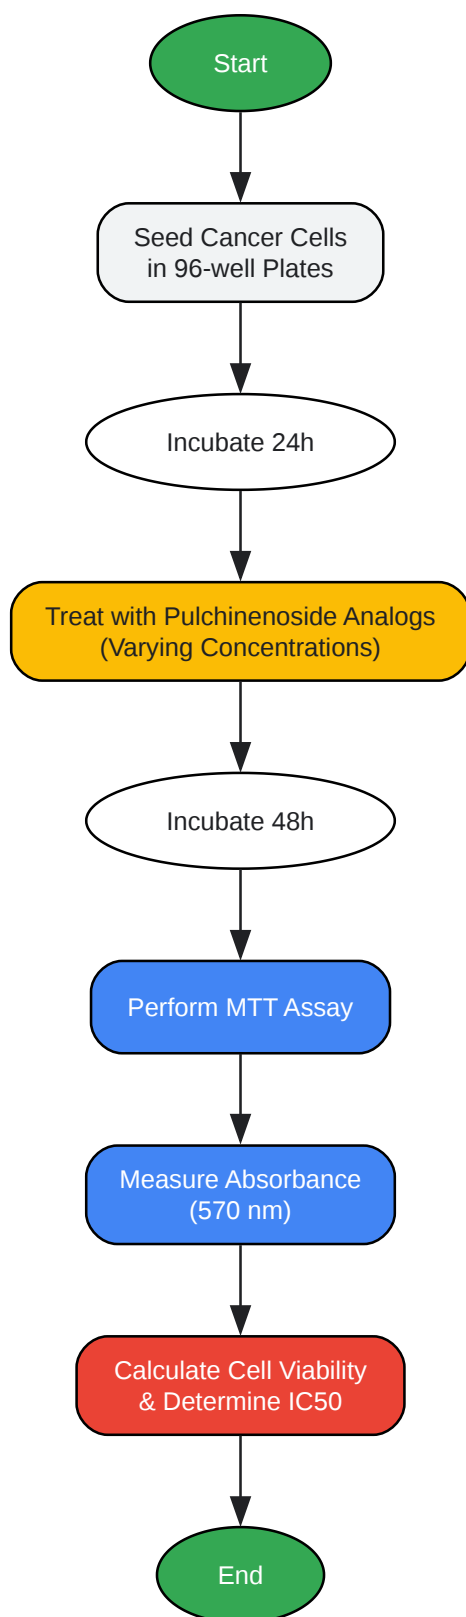 Start
Seed Cancer Cells
in 96-well Plates
Incubate 24h
Treat with Pulchinenoside Analogs
(Varying Concentrations)
Incubate 48h
Perform MTT Assay
Measure Absorbance
(570 nm)
Calculate Cell Viability
& Determine IC50
End